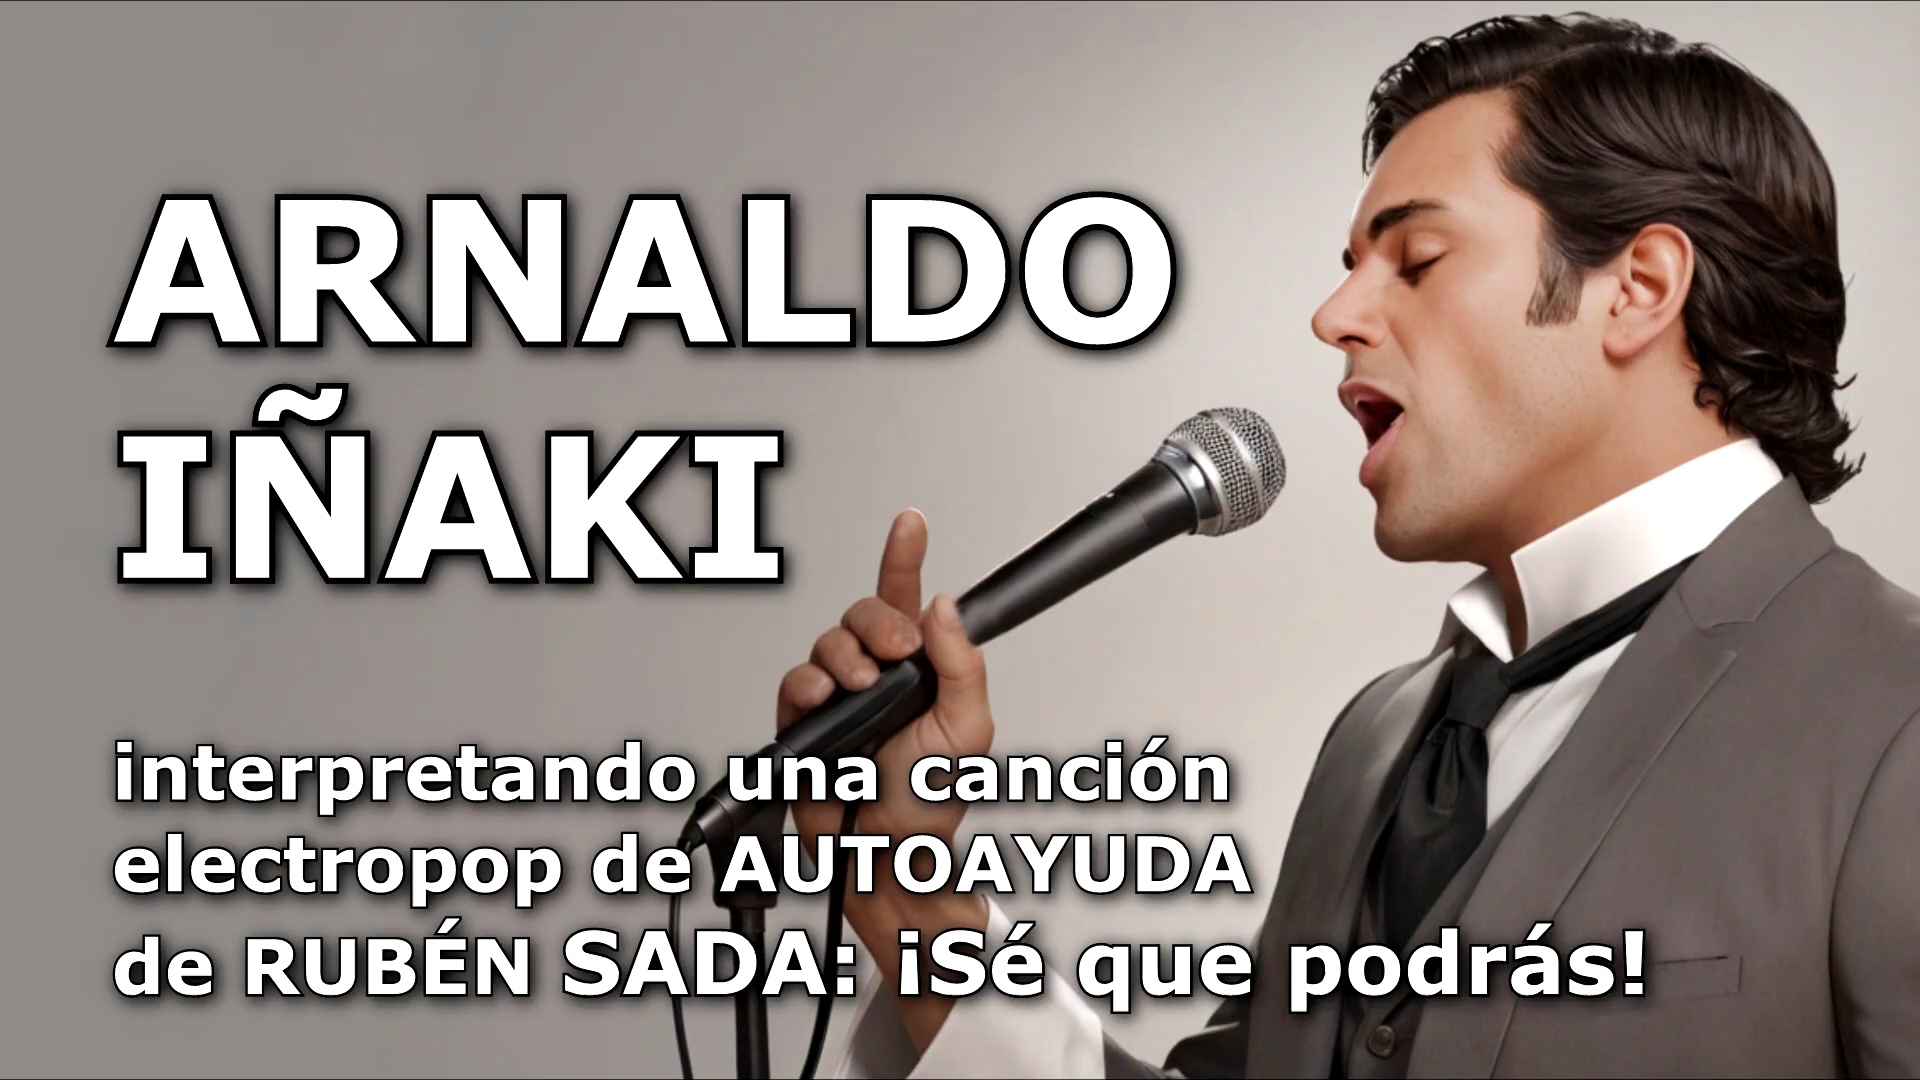 ARNALDO
IÑAKI
interpretando una canción
electropop de AUTOAYUDA
de RUBÉN SADA: ¡Sé que podrás!